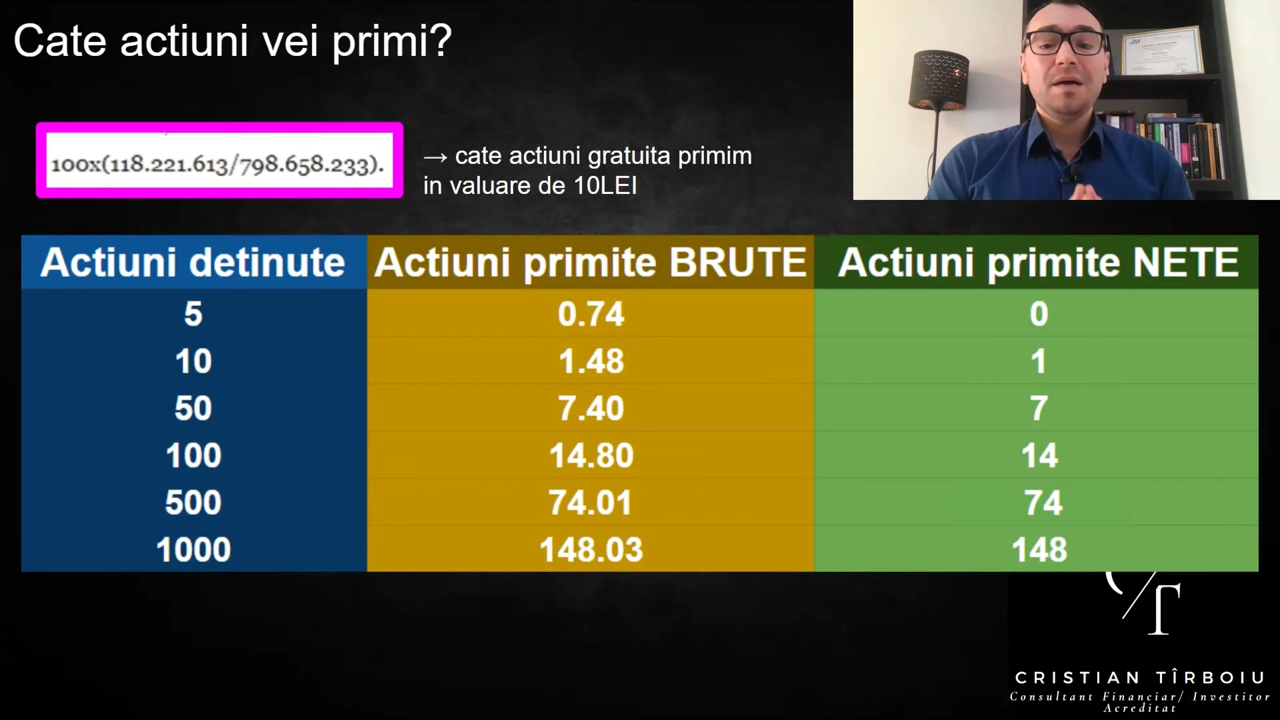 Cate actiuni vei primi?
100x(118.221.613/798.658.233).
→ cate actiuni gratuita primim
in valuare de 10LEI
Actiuni detinute Actiuni primite BRUTE Actiuni primite NETE
5 0.74 0
10 1.48 1
50 7.40 7
100 14.80 14
500 74.01 74
1000 148.03 148
CT
CRISTIAN TÎRBOIU
Consultant Financiar/ Investitor
Acreditat